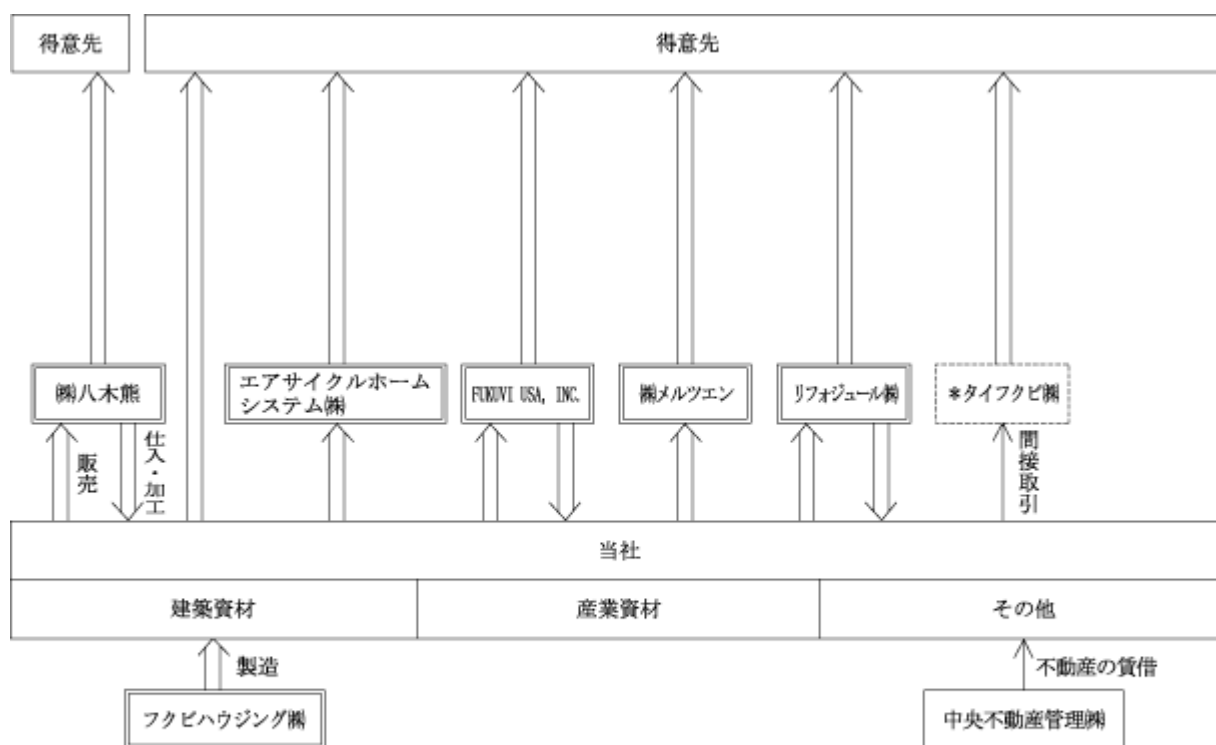 得意先
得意先
㈱八木熊
エアサイクルホーム
システム㈱
FUKUVI USA, INC.
㈱メルツエン
リフォジュール㈱
*タイフクビ㈱
販売
仕入・加工
間接取引
当社
建築資材
産業資材
その他
製造
不動産の賃借
フクビハウジング㈱
中央不動産管理㈱